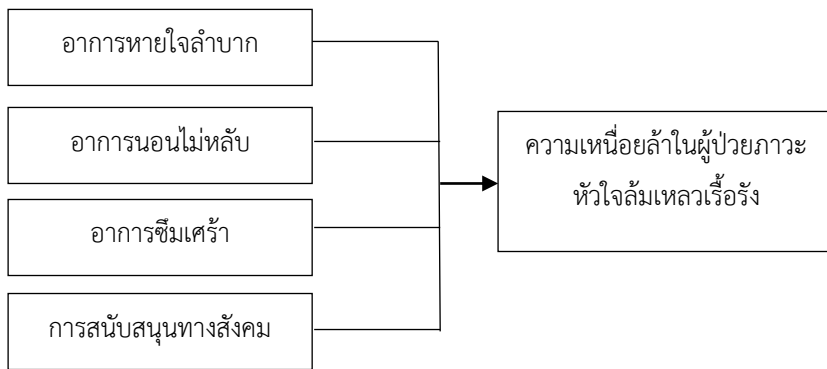 อาการหายใจลำบาก
อาการนอนไม่หลับ
อาการซึมเศร้า
การสนับสนุนทางสังคม
ความเหนื่อยล้าในผู้ป่วยภาวะ
หัวใจล้มเหลวเรื้อรัง